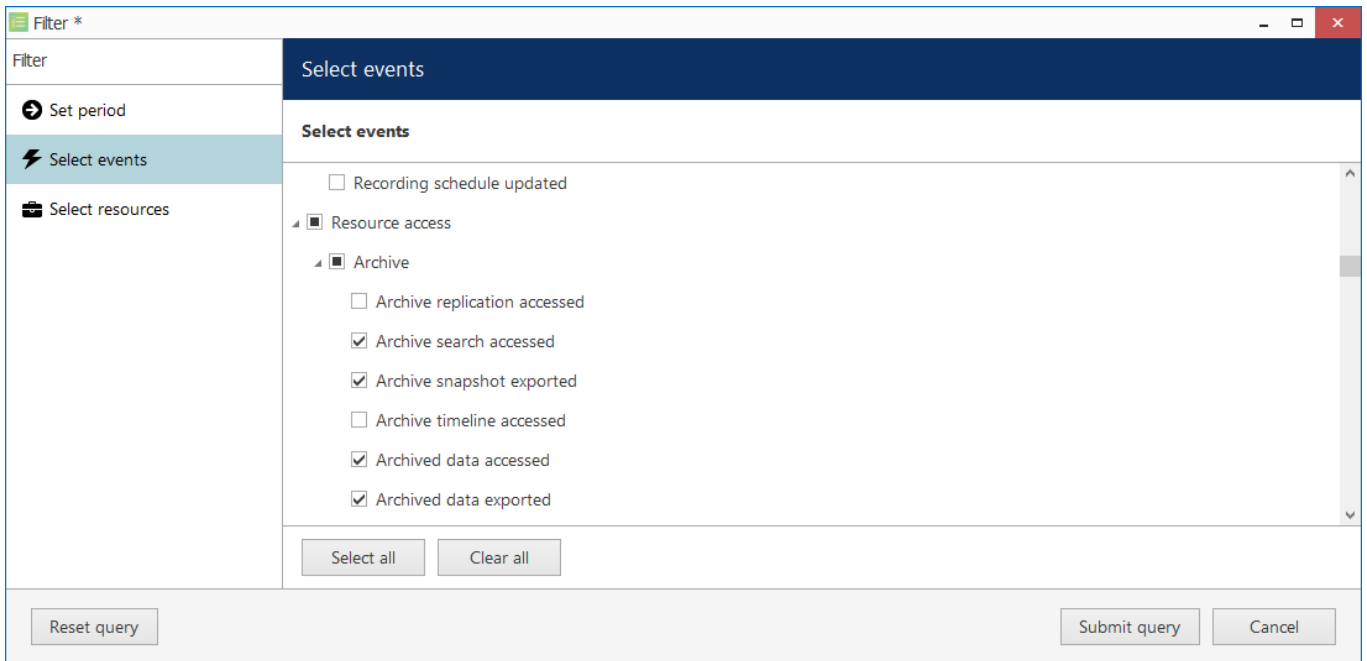 Filter *
Filter
Set period
Select events
Select resources
Select events
Select events
Recording schedule updated
Resource access
Archive
Archive replication accessed
Archive search accessed
Archive snapshot exported
Archive timeline accessed
Archived data accessed
Archived data exported
Select all Clear all
Reset query Submit query Cancel